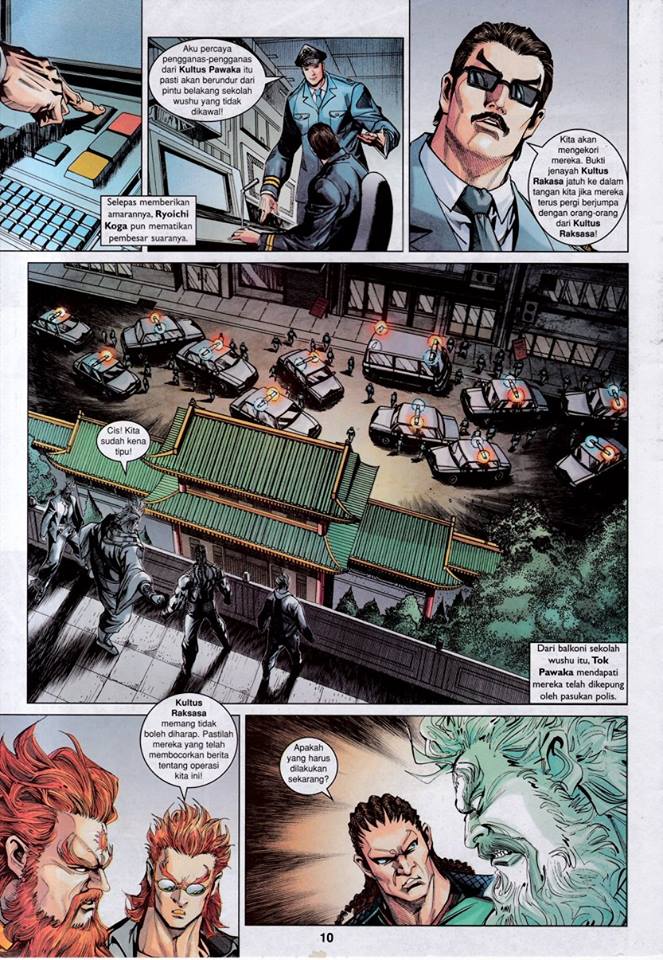 Aku percaya
pengganas-pengganas
dari Kultus Pawaka itu
pasti akan berundur dari
pintu belakang sekolah
wushu yang tidak
dikawal!
Selepas memberikan
amarannya, Ryoichi
Koga pun mematikan
pembesar suaranya.
Kita akan
mengekori
mereka. Bukti
jenayah Kultus
Rakasa jatuh ke dalam
tangan kita jika mereka
terus pergi berjumpa
dengan orang-orang
dari Kultus
Raksasa!
Cis! Kita
sudah kena
tipu!
Dari balkoni sekolah
wushu itu, Tok
Pawaka mendapati
mereka telah dikepung
oleh pasukan polis.
Kultus
Raksasa
memang tidak
boleh diharap. Pastilah
mereka yang telah
membocorkan berita
tentang operasi
kita ini!
Apakah
yang harus
dilakukan
sekarang?
10